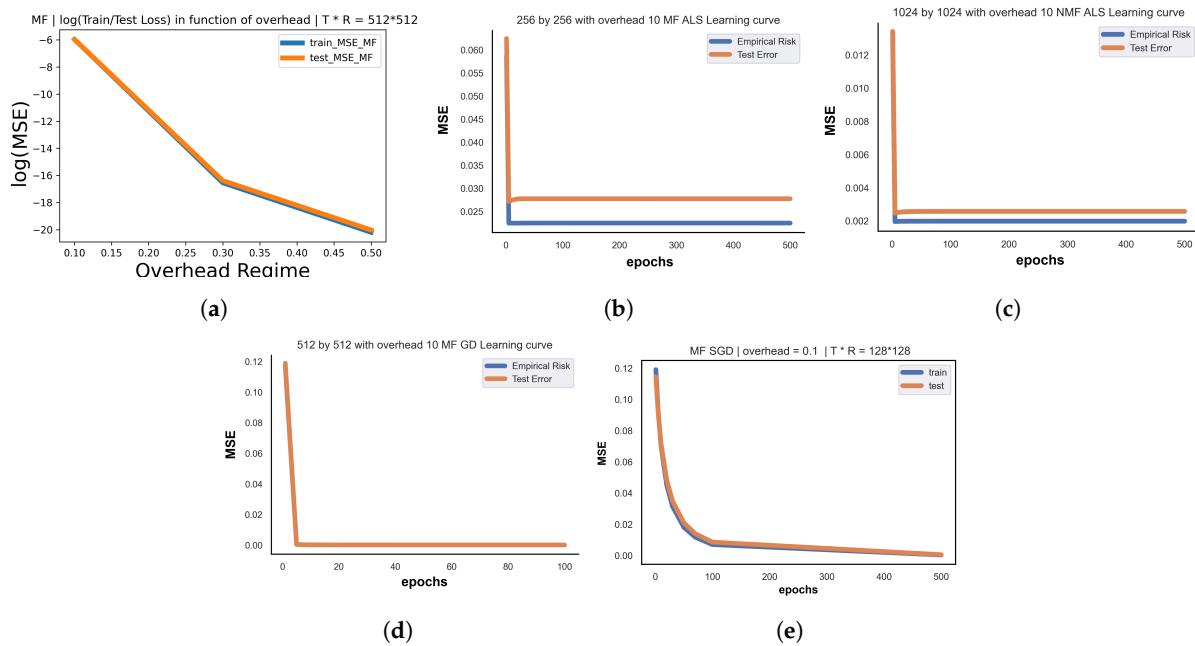 MF | log(Train/Test Loss) in function of overhead | T * R = 512*512
train_MSE_MF
test_MSE_MF
log(MSE)
−6
−8
−10
−12
−14
−16
−18
−20
0.10 0.15 0.20 0.25 0.30 0.35 0.40 0.45 0.50
Overhead Regime
(a)
256 by 256 with overhead 10 MF ALS Learning curve
Empirical Risk
Test Error
MSE
0.060
0.055
0.050
0.045
0.040
0.035
0.030
0.025
0 100 200 300 400 500
epochs
(b)
1024 by 1024 with overhead 10 NMF ALS Learning curve
Empirical Risk
Test Error
MSE
0.012
0.010
0.008
0.006
0.004
0.002
0 100 200 300 400 500
epochs
(c)
512 by 512 with overhead 10 MF GD Learning curve
Empirical Risk
Test Error
MSE
0.12
0.10
0.08
0.06
0.04
0.02
0.00
0 20 40 60 80 100
epochs
(d)
MF SGD | overhead = 0.1 | T * R = 128*128
train
test
MSE
0.12
0.10
0.08
0.06
0.04
0.02
0.00
0 100 200 300 400 500
epochs
(e)